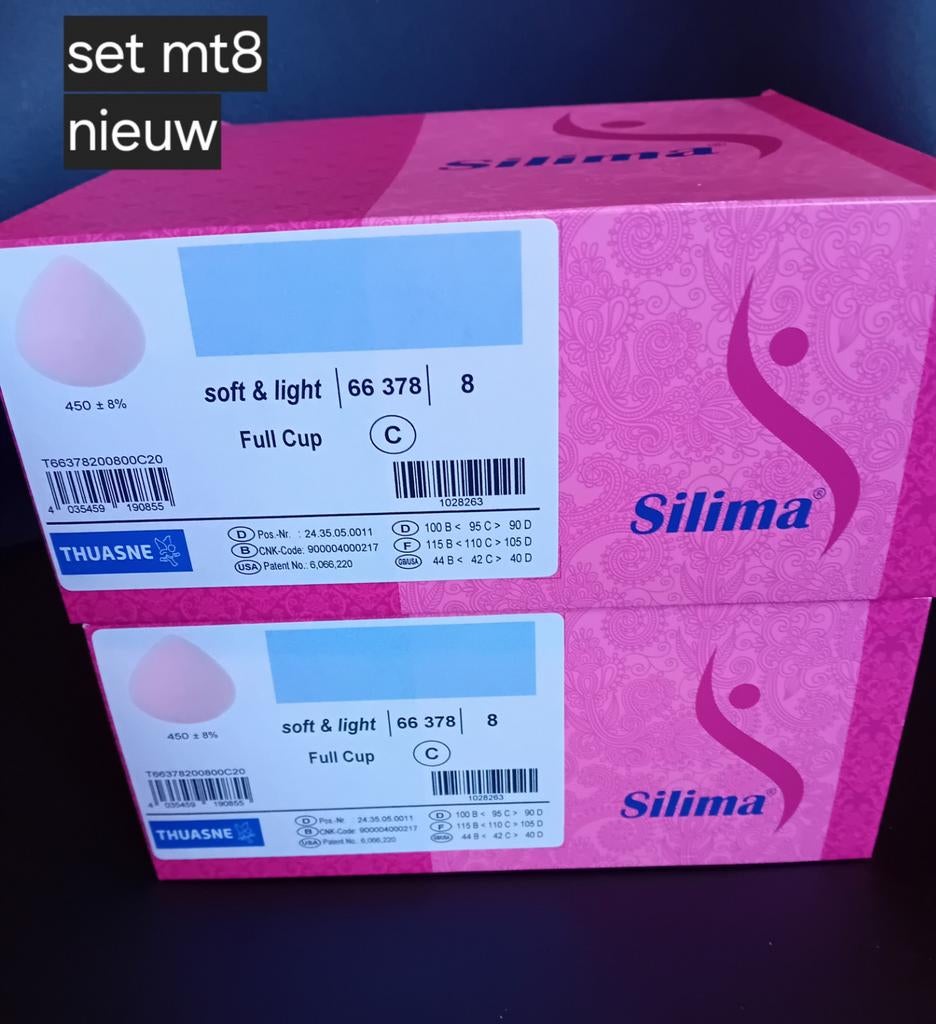 set mt8
nieuw
Silima®
soft & light | 66 378 | 8
450 ± 8%
Full Cup C
T66378200800C20
4 035459 190855
1028263
THUASNE
D Pos.-Nr. : 24.35.05.0011
B CNK-Code: 900004000217
USA Patent No.: 6,066,220
D 100 B < 95 C > 90 D
F 115 B < 110 C > 105 D
GB/USA 44 B < 42 C > 40 D
Silima®
soft & light | 66 378 | 8
450 ± 8%
Full Cup C
T66378200800C20
4 035459 190855
1028263
THUASNE
D Pos.-Nr. : 24.35.05.0011
B CNK-Code: 900004000217
USA Patent No.: 6,066,220
D 100 B < 95 C > 90 D
F 115 B < 110 C > 105 D
GB/USA 44 B < 42 C > 40 D
Silima®